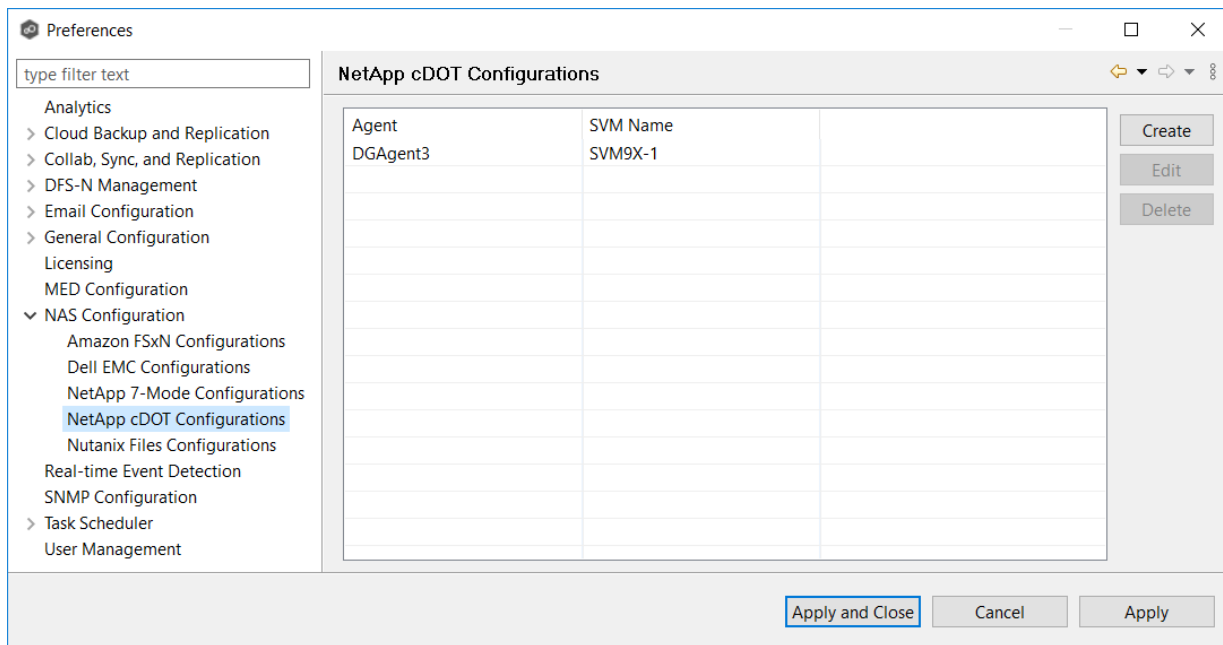 Preferences
type filter text
Analytics
Cloud Backup and Replication
Collab, Sync, and Replication
DFS-N Management
Email Configuration
General Configuration
Licensing
MED Configuration
NAS Configuration
Amazon FSxN Configurations
Dell EMC Configurations
NetApp 7-Mode Configurations
NetApp cDOT Configurations
Nutanix Files Configurations
Real-time Event Detection
SNMP Configuration
Task Scheduler
User Management
NetApp cDOT Configurations
Agent SVM Name
DGAgent3 SVM9X-1
Create
Edit
Delete
Apply and Close Cancel Apply